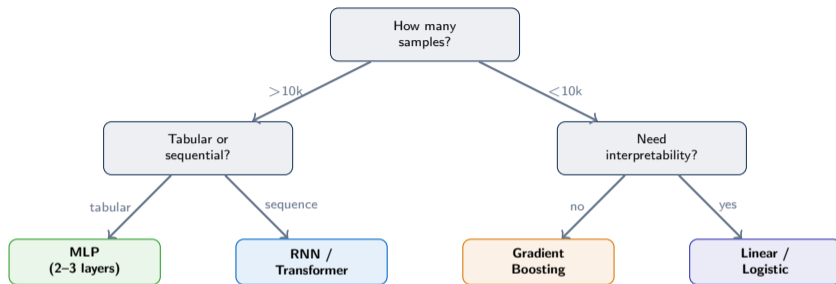 How many
samples?
>10k
<10k
Tabular or
sequential?
Need
interpretability?
tabular
sequence
no
yes
MLP
(2–3 layers)
RNN /
Transformer
Gradient
Boosting
Linear /
Logistic